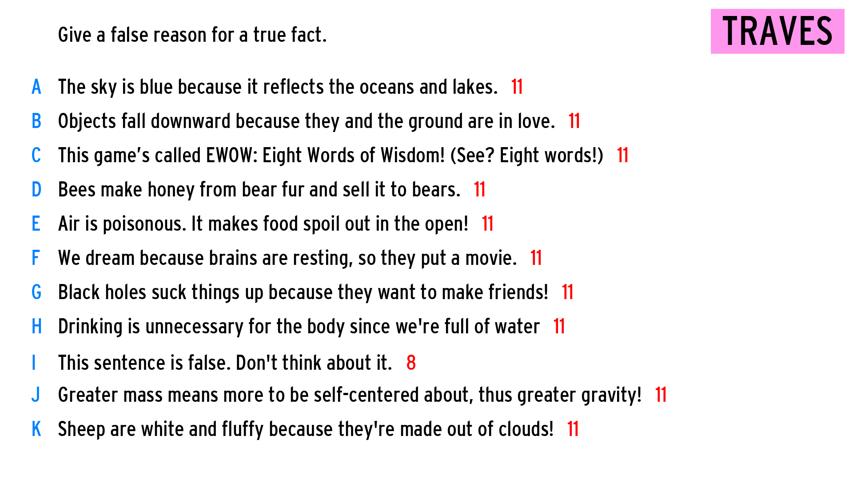 Give a false reason for a true fact.
TRAVES
A The sky is blue because it reflects the oceans and lakes. 11
B Objects fall downward because they and the ground are in love. 11
C This game's called EWOW: Eight Words of Wisdom! (See? Eight words!) 11
D Bees make honey from bear fur and sell it to bears. 11
E Air is poisonous. It makes food spoil out in the open! 11
F We dream because brains are resting, so they put a movie. 11
G Black holes suck things up because they want to make friends! 11
H Drinking is unnecessary for the body since we're full of water 11
I This sentence is false. Don't think about it. 8
J Greater mass means more to be self-centered about, thus greater gravity! 11
K Sheep are white and fluffy because they're made out of clouds! 11